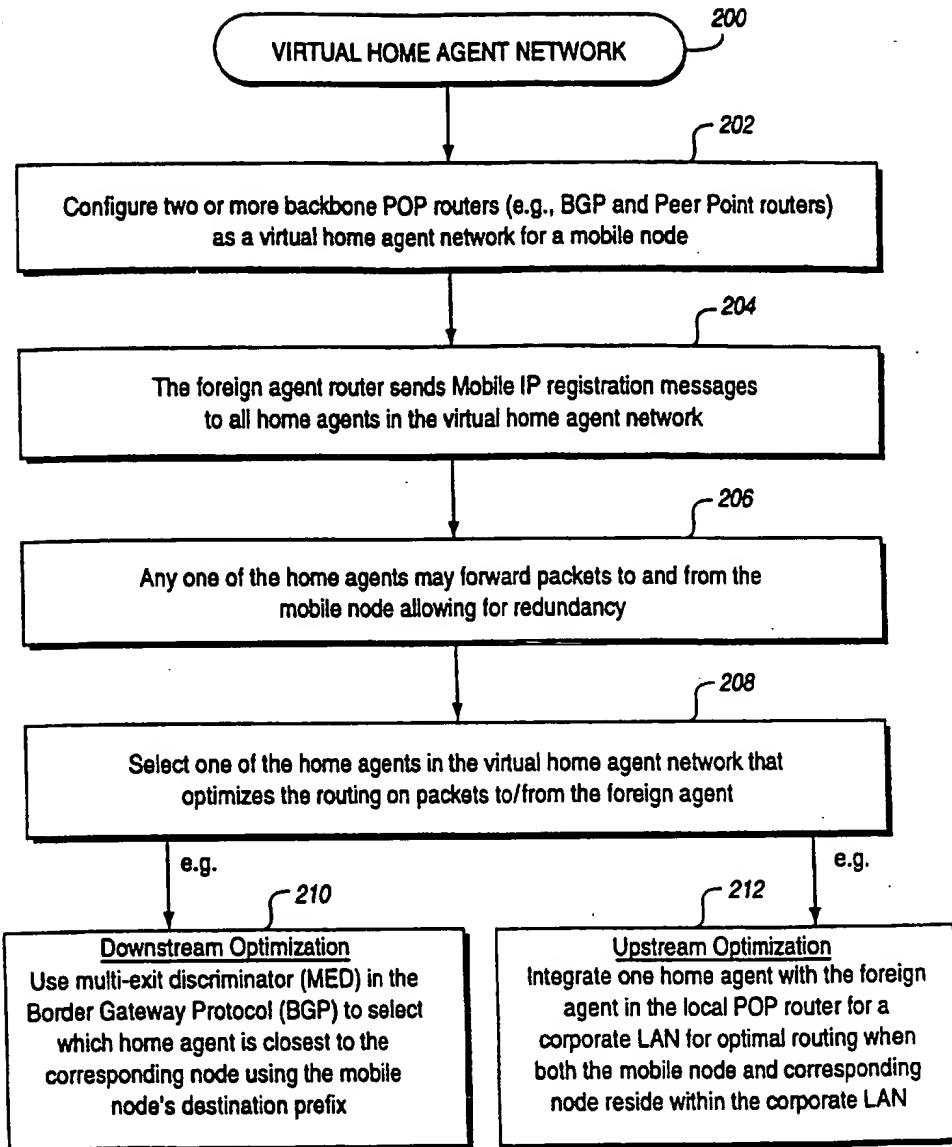 200
VIRTUAL HOME AGENT NETWORK
202
Configure two or more backbone POP routers (e.g., BGP and Peer Point routers)
as a virtual home agent network for a mobile node
204
The foreign agent router sends Mobile IP registration messages
to all home agents in the virtual home agent network
206
Any one of the home agents may forward packets to and from the
mobile node allowing for redundancy
208
Select one of the home agents in the virtual home agent network that
optimizes the routing on packets to/from the foreign agent
e.g.
e.g.
210
Downstream Optimization
Use multi-exit discriminator (MED) in the
Border Gateway Protocol (BGP) to select
which home agent is closest to the
corresponding node using the mobile
node's destination prefix
212
Upstream Optimization
Integrate one home agent with the foreign
agent in the local POP router for a
corporate LAN for optimal routing when
both the mobile node and corresponding
node reside within the corporate LAN